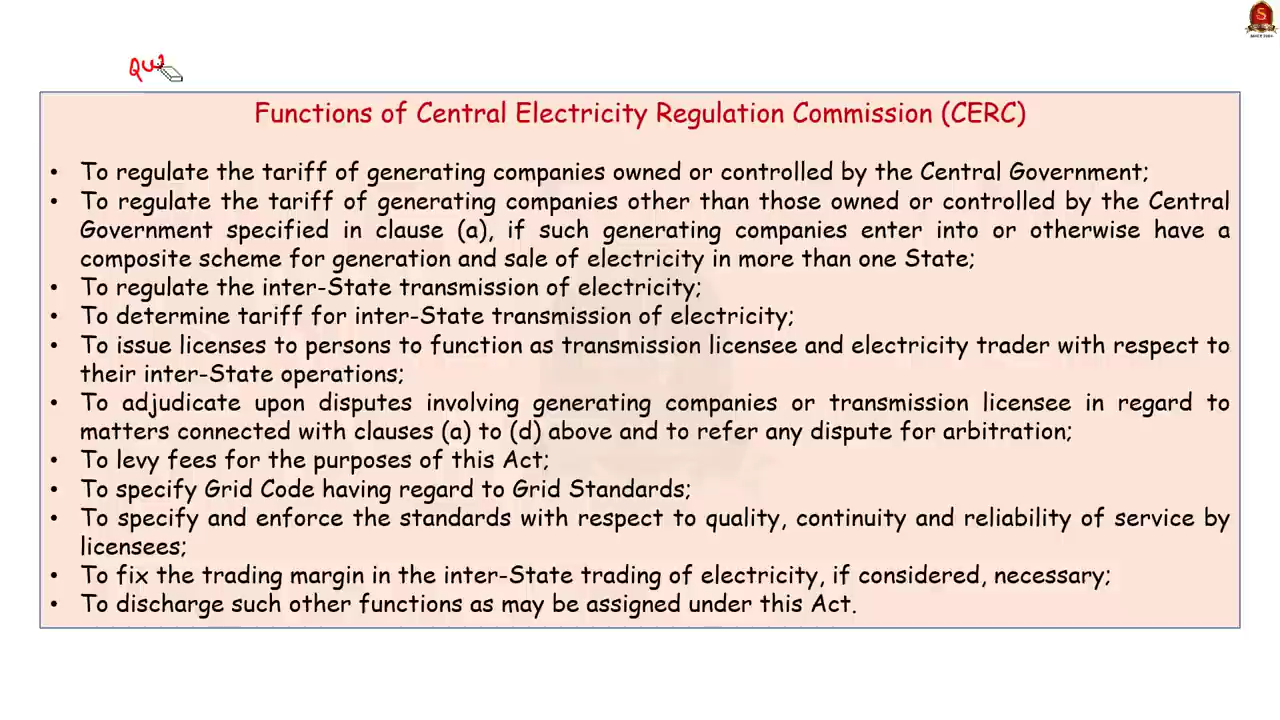 S
Functions of Central Electricity Regulation Commission (CERC)
• To regulate the tariff of generating companies owned or controlled by the Central Government;
• To regulate the tariff of generating companies other than those owned or controlled by the Central
Government specified in clause (a), if such generating companies enter into or otherwise have a
composite scheme for generation and sale of electricity in more than one State;
• To regulate the inter-State transmission of electricity;
• To determine tariff for inter-State transmission of electricity;
• To issue licenses to persons to function as transmission licensee and electricity trader with respect to
their inter-State operations;
• To adjudicate upon disputes involving generating companies or transmission licensee in regard to
matters connected with clauses (a) to (d) above and to refer any dispute for arbitration;
• To levy fees for the purposes of this Act;
• To specify Grid Code having regard to Grid Standards;
• To specify and enforce the standards with respect to quality, continuity and reliability of service by
licensees;
• To fix the trading margin in the inter-State trading of electricity, if considered, necessary;
• To discharge such other functions as may be assigned under this Act.